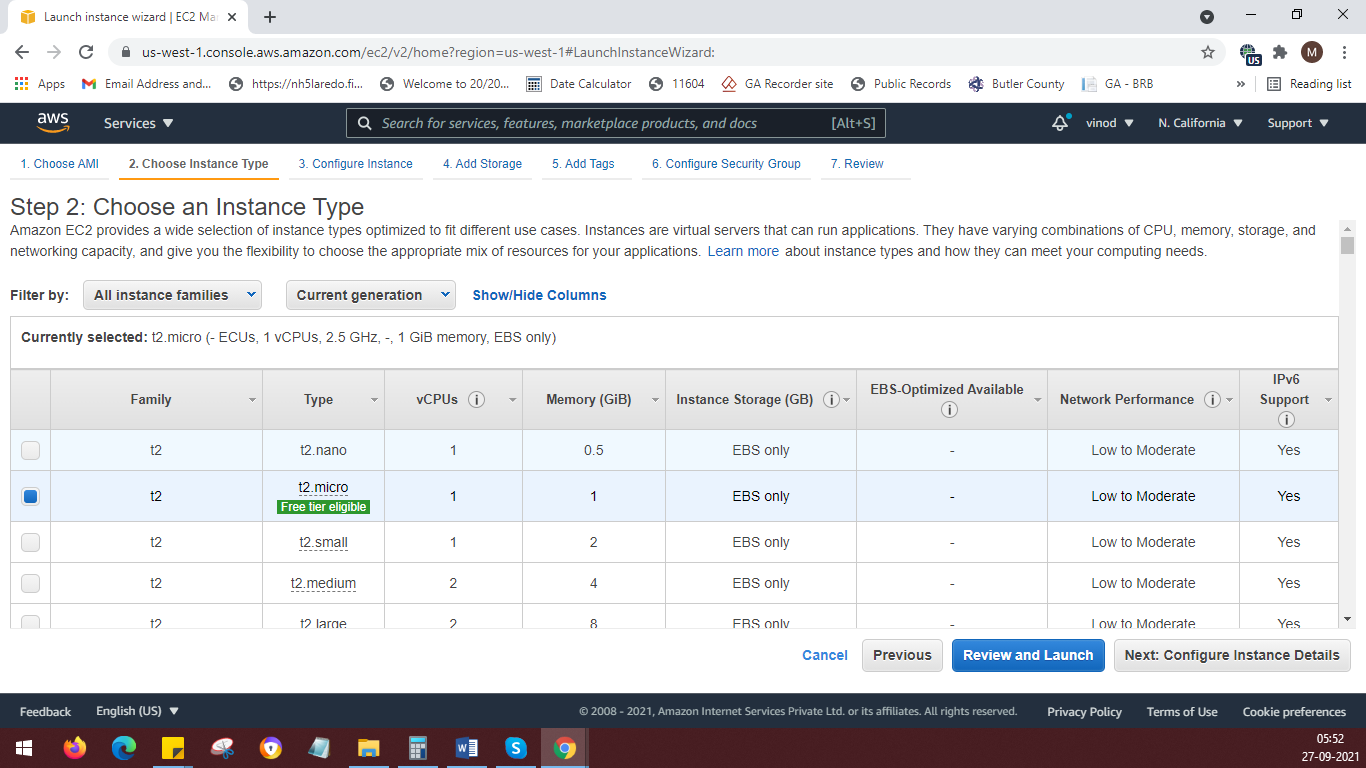 Launch instance wizard | EC2 Ma
us-west-1.console.aws.amazon.com/ec2/v2/home?region=us-west-1#LaunchInstanceWizard:
US
M
Apps
Email Address and...
https://nh5laredo.fi...
Welcome to 20/20...
Date Calculator
11604
GA Recorder site
Public Records
Butler County
GA - BRB
»
Reading list
aws
Services
Search for services, features, marketplace products, and docs
[Alt+S]
vinod
N. California
Support
1. Choose AMI
2. Choose Instance Type
3. Configure Instance
4. Add Storage
5. Add Tags
6. Configure Security Group
7. Review
Step 2: Choose an Instance Type
Amazon EC2 provides a wide selection of instance types optimized to fit different use cases. Instances are virtual servers that can run applications. They have varying combinations of CPU, memory, storage, and
networking capacity, and give you the flexibility to choose the appropriate mix of resources for your applications. Learn more about instance types and how they can meet your computing needs.
Filter by:
All instance families
Current generation
Show/Hide Columns
Currently selected: t2.micro (- ECUs, 1 vCPUs, 2.5 GHz, -, 1 GiB memory, EBS only)
Family
Type
vCPUs
Memory (GiB)
Instance Storage (GB)
EBS-Optimized Available
Network Performance
IPv6
Support
t2 t2.nano 1 0.5 EBS only - Low to Moderate Yes
t2 t2.micro 1 1 EBS only - Low to Moderate Yes
Free tier eligible
t2 t2.small 1 2 EBS only - Low to Moderate Yes
t2 t2.medium 2 4 EBS only - Low to Moderate Yes
t2 t2.large 2 8 EBS only - Low to Moderate Yes
Cancel
Previous
Review and Launch
Next: Configure Instance Details
Feedback
English (US)
© 2008 - 2021, Amazon Internet Services Private Ltd. or its affiliates. All rights reserved.
Privacy Policy
Terms of Use
Cookie preferences
05:52
27-09-2021